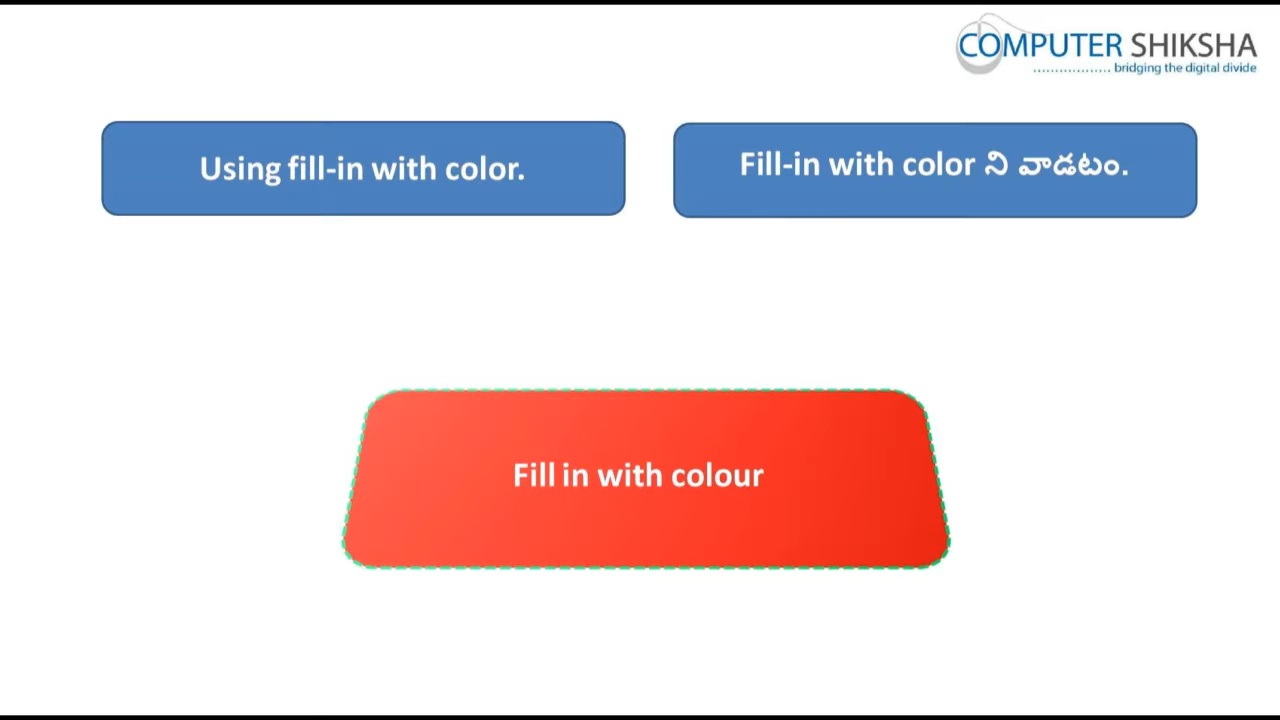 COMPUTER SHIKSHA
.................. bridging the digital divide
Using fill-in with color.
Fill-in with color ని వాడటం.
Fill in with colour